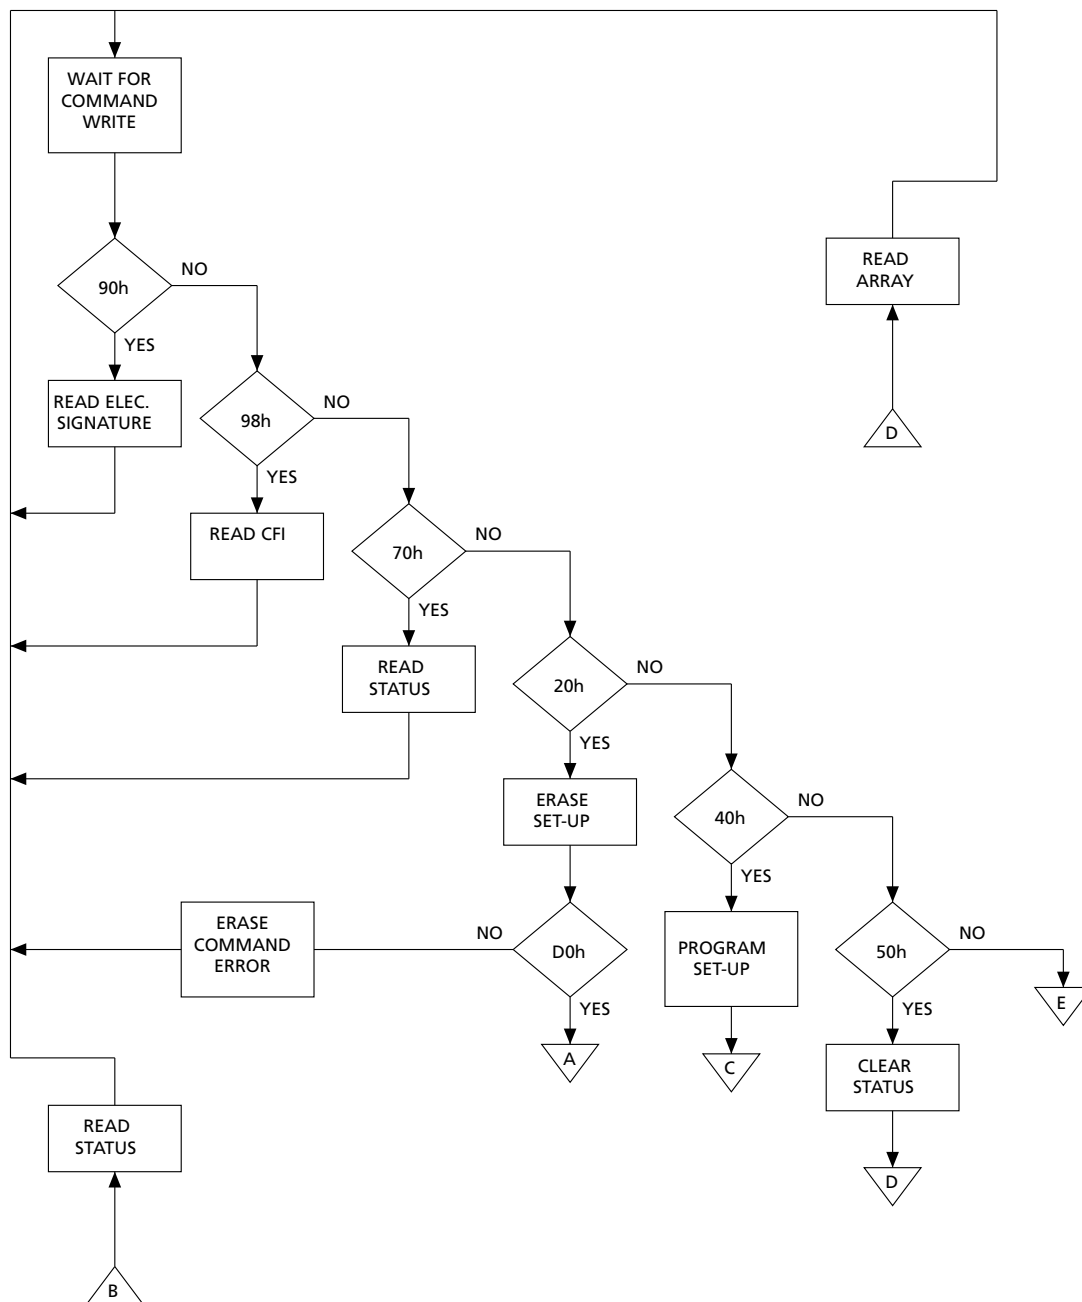 WAIT FOR
COMMAND
WRITE
90h
NO
READ
ARRAY
YES
READ ELEC.
SIGNATURE
98h
NO
D
YES
READ CFI
70h
NO
YES
READ
STATUS
20h
NO
YES
ERASE
SET-UP
40h
NO
YES
ERASE
COMMAND
ERROR
NO
D0h
YES
PROGRAM
SET-UP
50h
NO
YES
E
A
C
CLEAR
STATUS
READ
STATUS
D
B